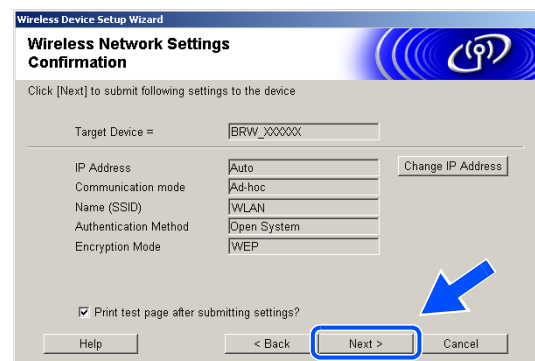 Wireless Device Setup Wizard
Wireless Network Settings
Confirmation
Click [Next] to submit following settings to the device
Target Device =
BRW_XXXXXX
IP Address
Auto
Change IP Address
Communication mode
Ad-hoc
Name (SSID)
WLAN
Authentication Method
Open System
Encryption Mode
WEP
Print test page after submitting settings?
Help
< Back
Next >
Cancel